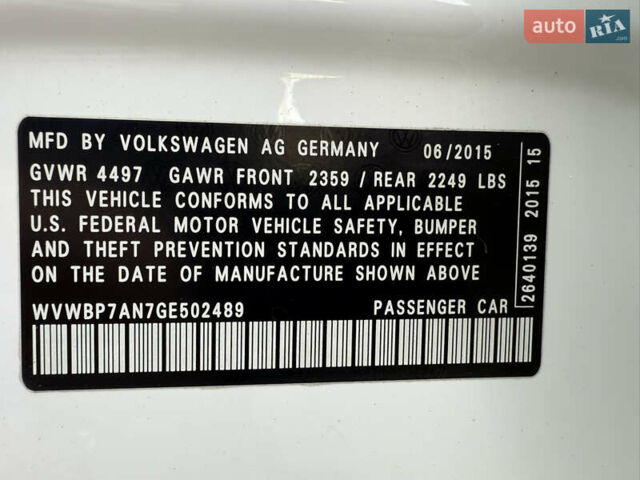 auto RIA.com
MFD BY VOLKSWAGEN AG GERMANY 06/2015
GVWR 4497 GAWR FRONT 2359 / REAR 2249 LBS
THIS VEHICLE CONFORMS TO ALL APPLICABLE
U.S. FEDERAL MOTOR VEHICLE SAFETY, BUMPER
AND THEFT PREVENTION STANDARDS IN EFFECT
ON THE DATE OF MANUFACTURE SHOWN ABOVE
WVWBP7AN7GE502489 PASSENGER CAR
2640139 2015 15